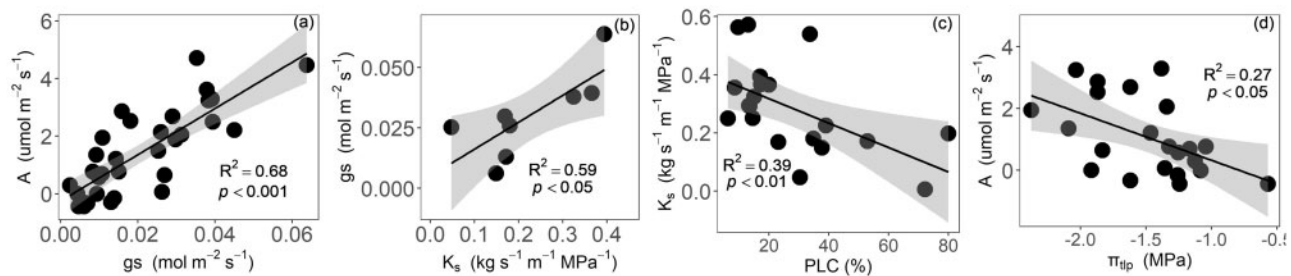 (a)
A (umol m⁻² s⁻¹)
6
4
2
0
R² = 0.68
p < 0.001
0.00 0.02 0.04 0.06
gs (mol m⁻² s⁻¹)
(b)
gs (mol m⁻² s⁻¹)
0.050
0.025
0.000
R² = 0.59
p < 0.05
0.0 0.1 0.2 0.3 0.4
Kₛ (kg s⁻¹ m⁻¹ MPa⁻¹)
(c)
Kₛ (kg s⁻¹ m⁻¹ MPa⁻¹)
0.6
0.4
0.2
0.0
R² = 0.39
p < 0.01
20 40 60 80
PLC (%)
(d)
A (umol m⁻² s⁻¹)
4
2
0
R² = 0.27
p < 0.05
-2.0 -1.5 -1.0 -0.5
πtlp (MPa)